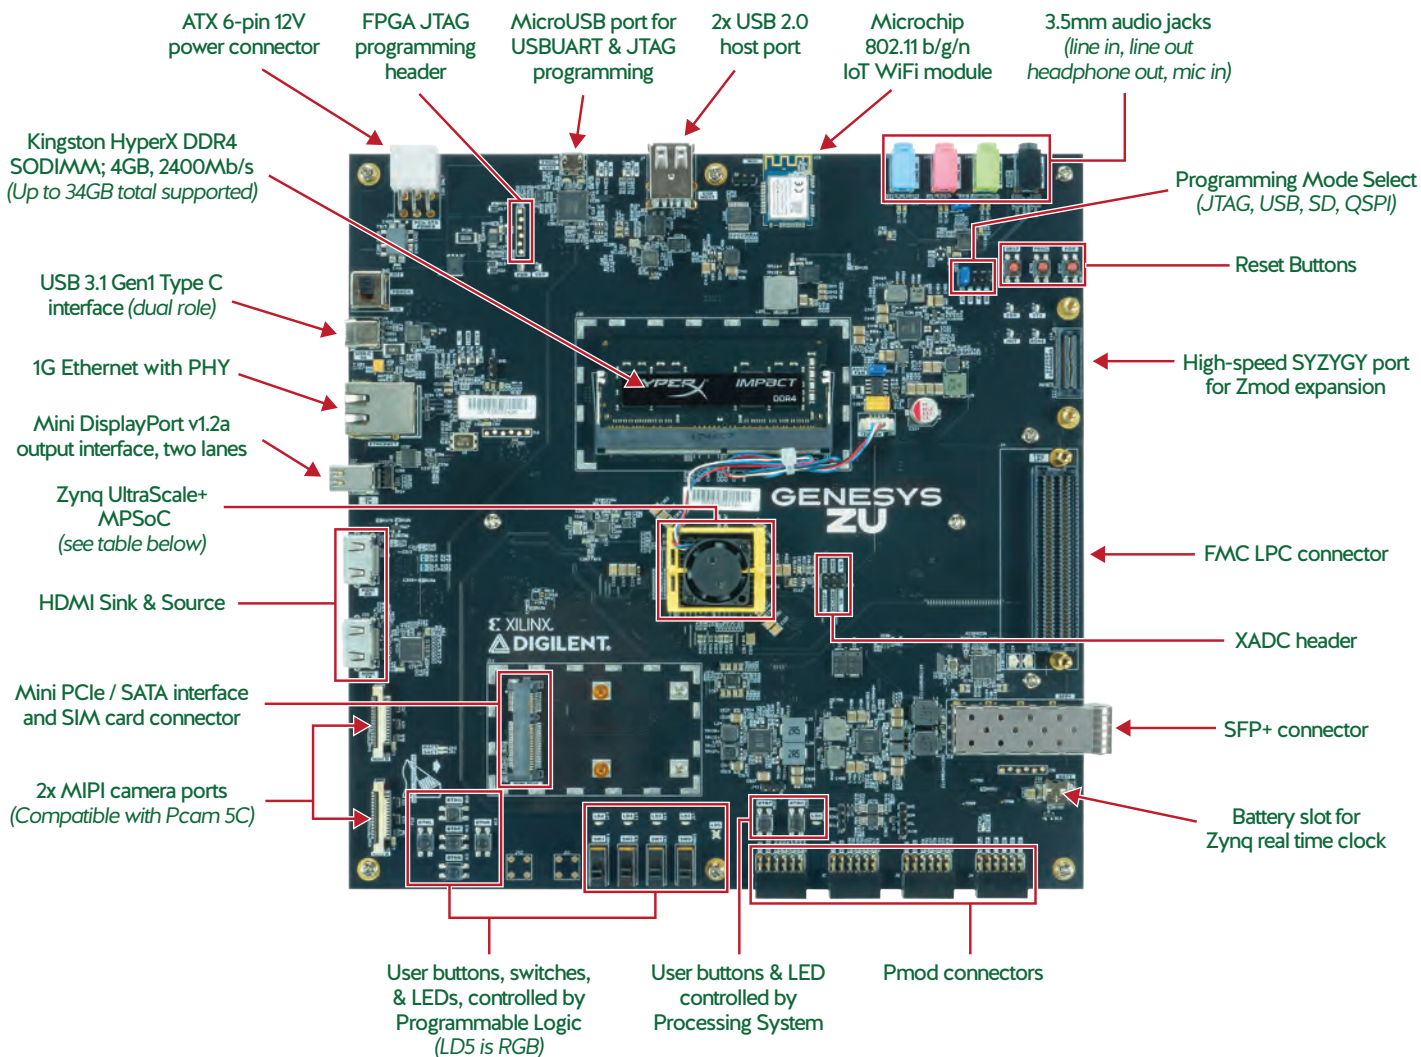 ATX 6-pin 12V
power connector
FPGA JTAG
programming
header
MicroUSB port for
USBUART & JTAG
programming
2x USB 2.0
host port
Microchip
802.11 b/g/n
IoT WiFi module
3.5mm audio jacks
(line in, line out
headphone out, mic in)
Kingston HyperX DDR4
SODIMM; 4GB, 2400Mb/s
(Up to 34GB total supported)
Programming Mode Select
(JTAG, USB, SD, QSPI)
Reset Buttons
USB 3.1 Gen1 Type C
interface (dual role)
1G Ethernet with PHY
High-speed SYZYGY port
for Zmod expansion
HYPERX IMPACT
DDR4
Mini DisplayPort v1.2a
output interface, two lanes
Zynq UltraScale+
MPSoC
(see table below)
GENESYS
ZU
FMC LPC connector
HDMI Sink & Source
XADC header
XILINX.
DIGILENT.
Mini PCIe / SATA interface
and SIM card connector
SFP+ connector
2x MIPI camera ports
(Compatible with Pcam 5C)
Battery slot for
Zynq real time clock
User buttons, switches,
& LEDs, controlled by
Programmable Logic
(LD5 is RGB)
User buttons & LED
controlled by
Processing System
Pmod connectors